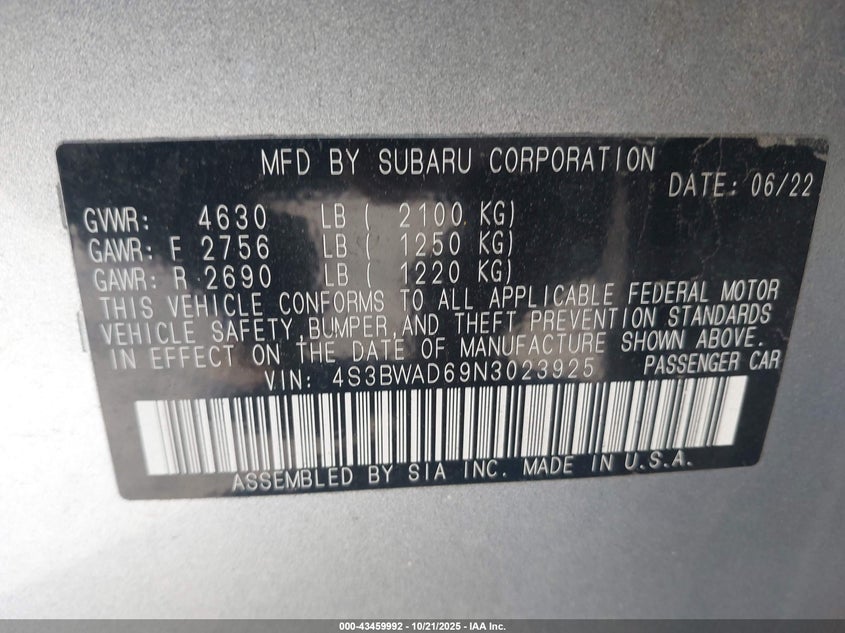 MFD BY SUBARU CORPORATION
DATE: 06/22
GVWR: 4630 LB ( 2100 KG)
GAWR: F 2756 LB ( 1250 KG)
GAWR: R 2690 LB ( 1220 KG)
THIS VEHICLE CONFORMS TO ALL APPLICABLE FEDERAL MOTOR
VEHICLE SAFETY,BUMPER,AND THEFT PREVENTION STANDARDS
IN EFFECT ON THE DATE OF MANUFACTURE SHOWN ABOVE.
VIN: 4S3BWAD69N3023925 PASSENGER CAR
ASSEMBLED BY SIA INC. MADE IN U.S.A.
000-43459992 - 10/21/2025 - IAA Inc.